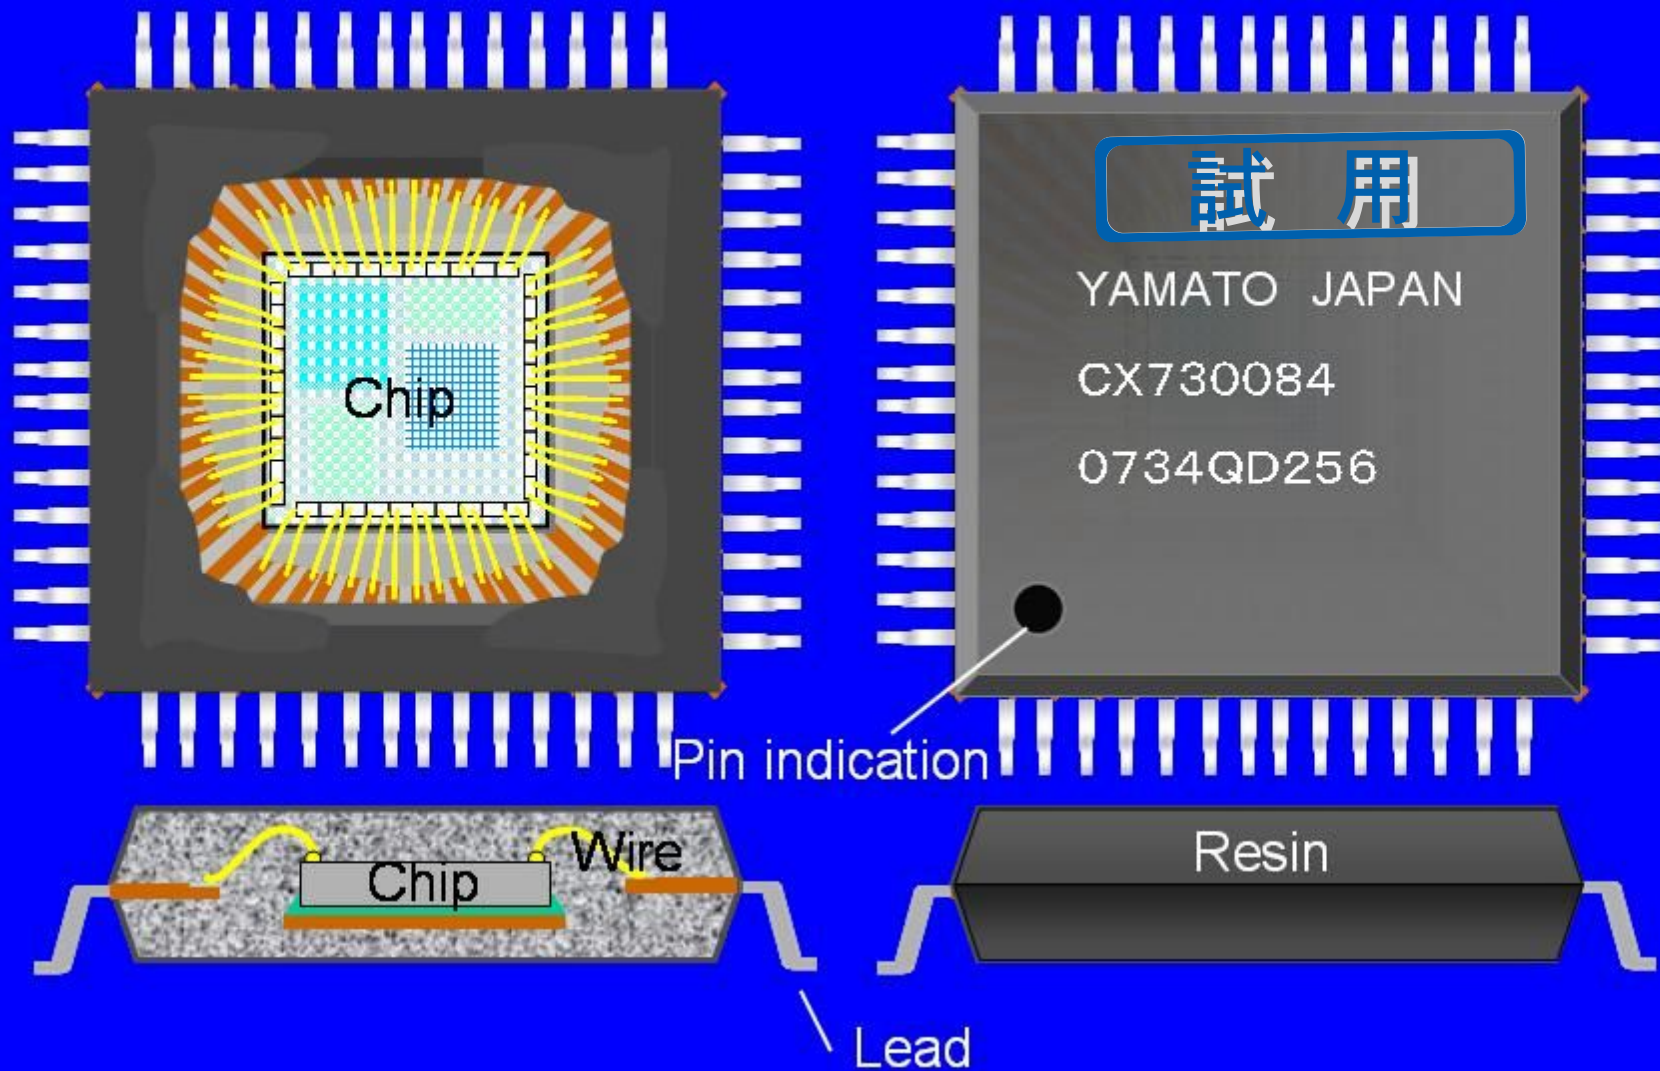 試 用
YAMATO JAPAN
CX730084
0734QD256
Chip
Pin indication
Wire
Chip
Resin
Lead